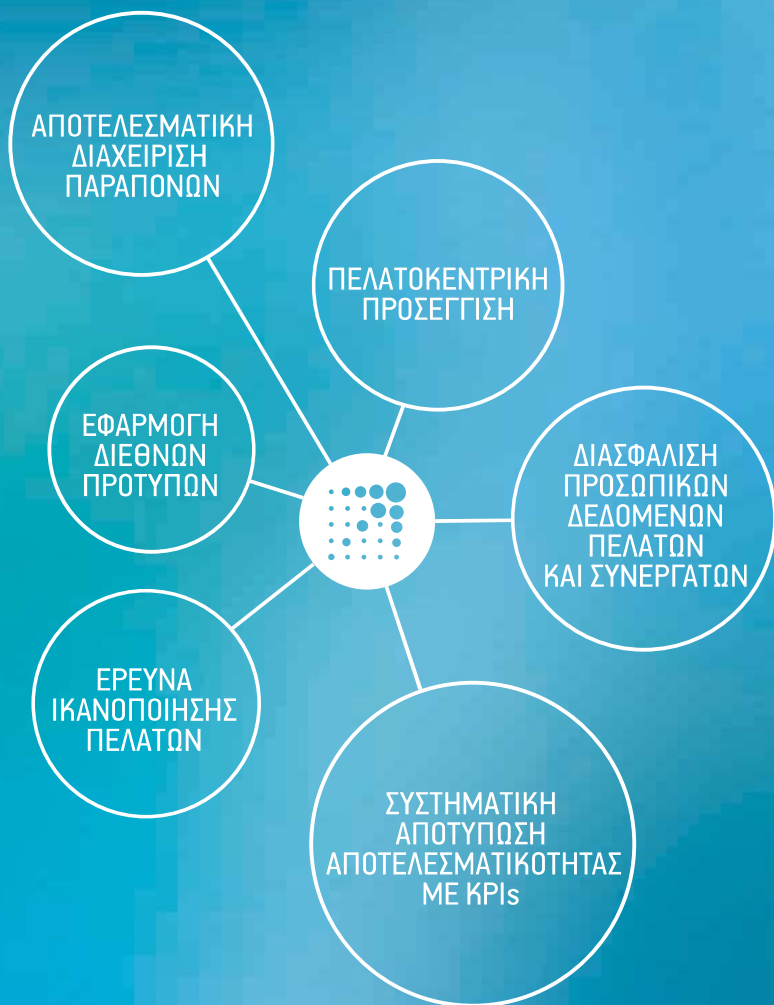 ΑΠΟΤΕΛΕΣΜΑΤΙΚΗ
ΔΙΑΧΕΙΡΙΣΗ
ΠΑΡΑΠΟΝΩΝ
ΠΕΛΑΤΟΚΕΝΤΡΙΚΗ
ΠΡΟΣΕΓΓΙΣΗ
ΕΦΑΡΜΟΓΗ
ΔΙΕΘΝΩΝ
ΠΡΟΤΥΠΩΝ
ΔΙΑΣΦΑΛΙΣΗ
ΠΡΟΣΩΠΙΚΩΝ
ΔΕΔΟΜΕΝΩΝ
ΠΕΛΑΤΩΝ
ΚΑΙ ΣΥΝΕΡΓΑΤΩΝ
ΕΡΕΥΝΑ
ΙΚΑΝΟΠΟΙΗΣΗΣ
ΠΕΛΑΤΩΝ
ΣΥΣΤΗΜΑΤΙΚΗ
ΑΠΟΤΥΠΩΣΗ
ΑΠΟΤΕΛΕΣΜΑΤΙΚΟΤΗΤΑΣ
ΜΕ KPIs